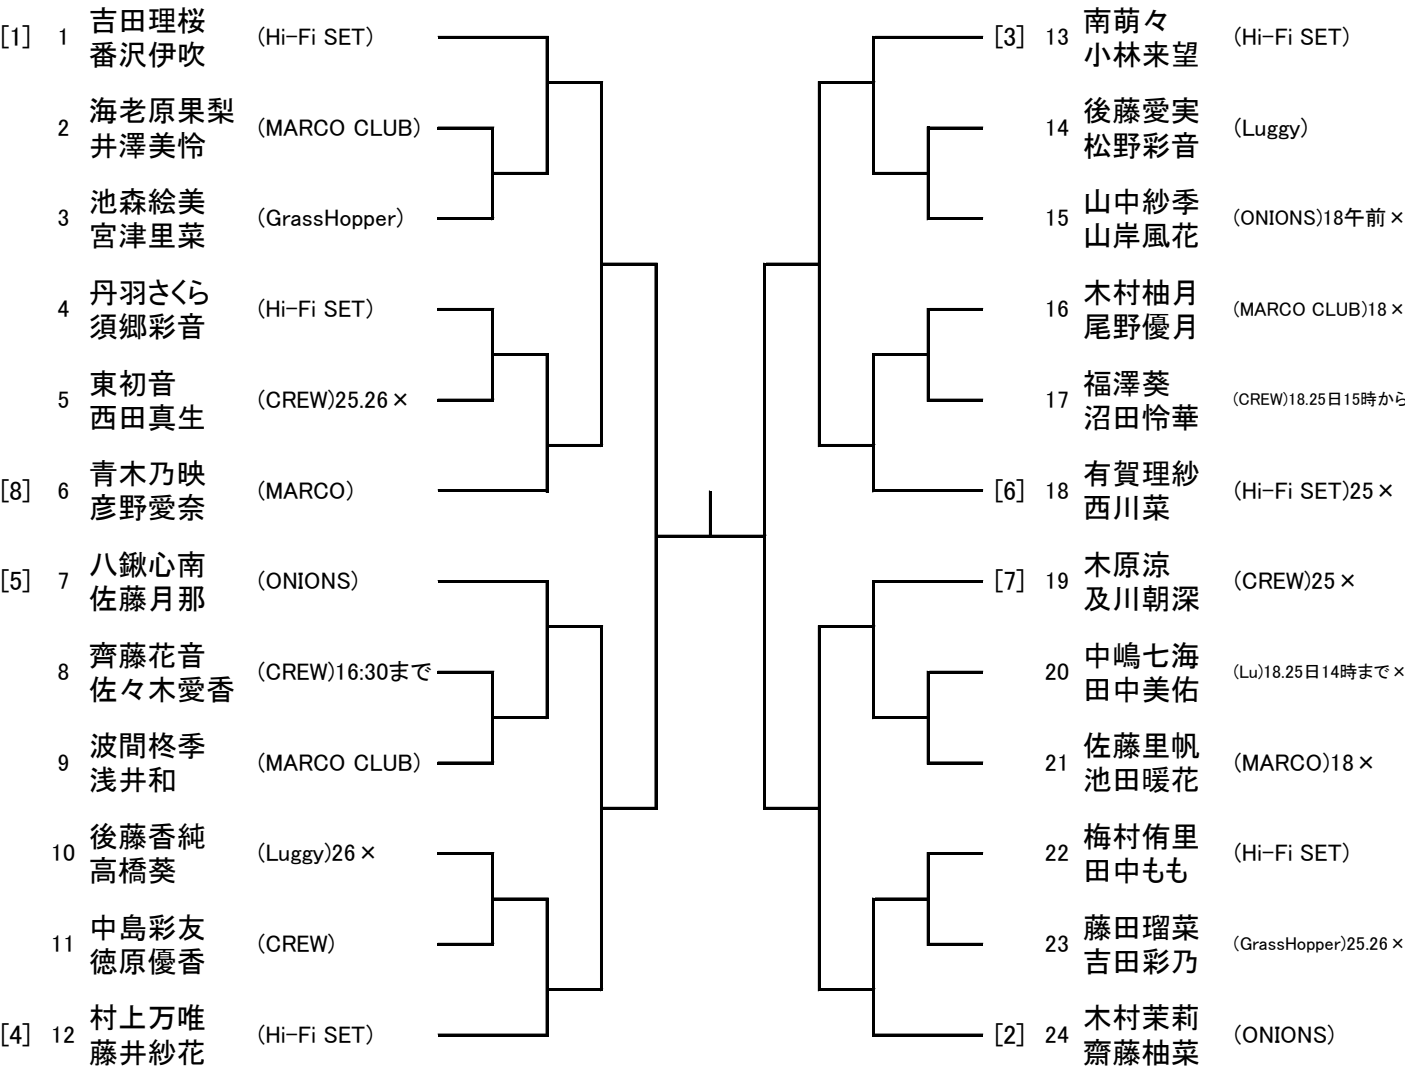 [1] 1 吉田理桜 (Hi-Fi SET)
番沢伊吹
2 海老原果梨 (MARCO CLUB)
井澤美怜
3 池森絵美 (GrassHopper)
宮津里菜
4 丹羽さくら (Hi-Fi SET)
須郷彩音
5 東初音 (CREW)25.26×
西田真生
[8] 6 青木乃映 (MARCO)
彦野愛奈
[5] 7 八鍬心南 (ONIONS)
佐藤月那
8 齊藤花音 (CREW)16:30まで
佐々木愛香
9 波間柊季 (MARCO CLUB)
浅井和
10 後藤香純 (Luggy)26×
高橋葵
11 中島彩友 (CREW)
徳原優香
[4] 12 村上万唯 (Hi-Fi SET)
藤井紗花
[3] 13 南萌々 (Hi-Fi SET)
小林来望
14 後藤愛実 (Luggy)
松野彩音
15 山中紗季 (ONIONS)18午前×
山岸風花
16 木村柚月 (MARCO CLUB)18×
尾野優月
17 福澤葵 (CREW)18.25日15時から
沼田怜華
[6] 18 有賀理紗 (Hi-Fi SET)25×
西川菜
[7] 19 木原涼 (CREW)25×
及川朝深
20 中嶋七海 (Lu)18.25日14時まで×
田中美佑
21 佐藤里帆 (MARCO)18×
池田暖花
22 梅村侑里 (Hi-Fi SET)
田中もも
23 藤田瑠菜 (GrassHopper)25.26×
吉田彩乃
[2] 24 木村茉莉 (ONIONS)
齋藤柚菜